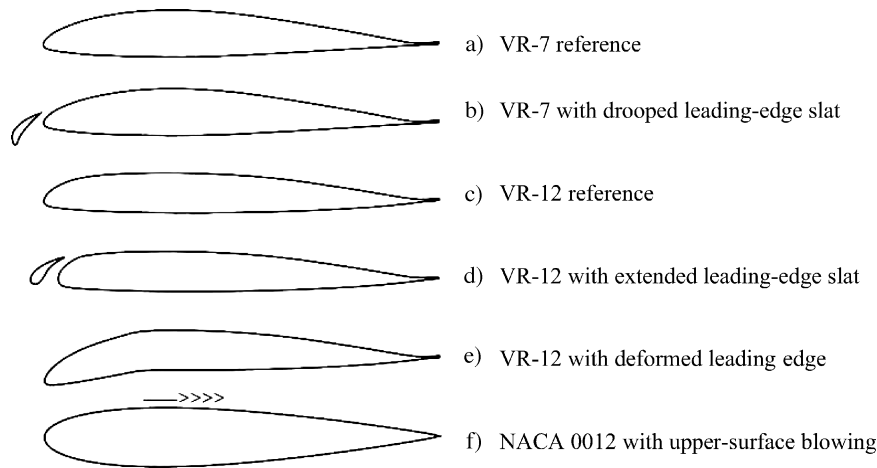 a) VR-7 reference
b) VR-7 with drooped leading-edge slat
c) VR-12 reference
d) VR-12 with extended leading-edge slat
e) VR-12 with deformed leading edge
>>>>
f) NACA 0012 with upper-surface blowing